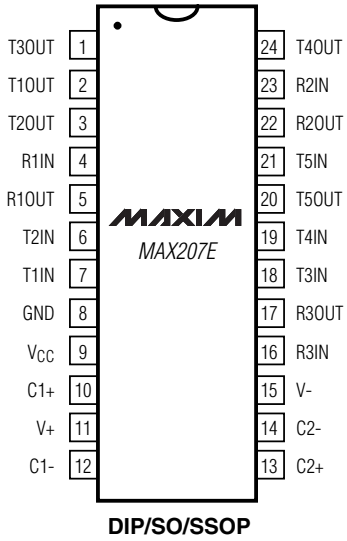 T3OUT 1 24 T4OUT
T1OUT 2 23 R2IN
T2OUT 3 22 R2OUT
R1IN 4 21 T5IN
R1OUT 5 20 T5OUT
MAXIM
T2IN 6 19 T4IN
MAX207E
T1IN 7 18 T3IN
GND 8 17 R3OUT
VCC 9 16 R3IN
C1+ 10 15 V-
V+ 11 14 C2-
C1- 12 13 C2+
DIP/SO/SSOP